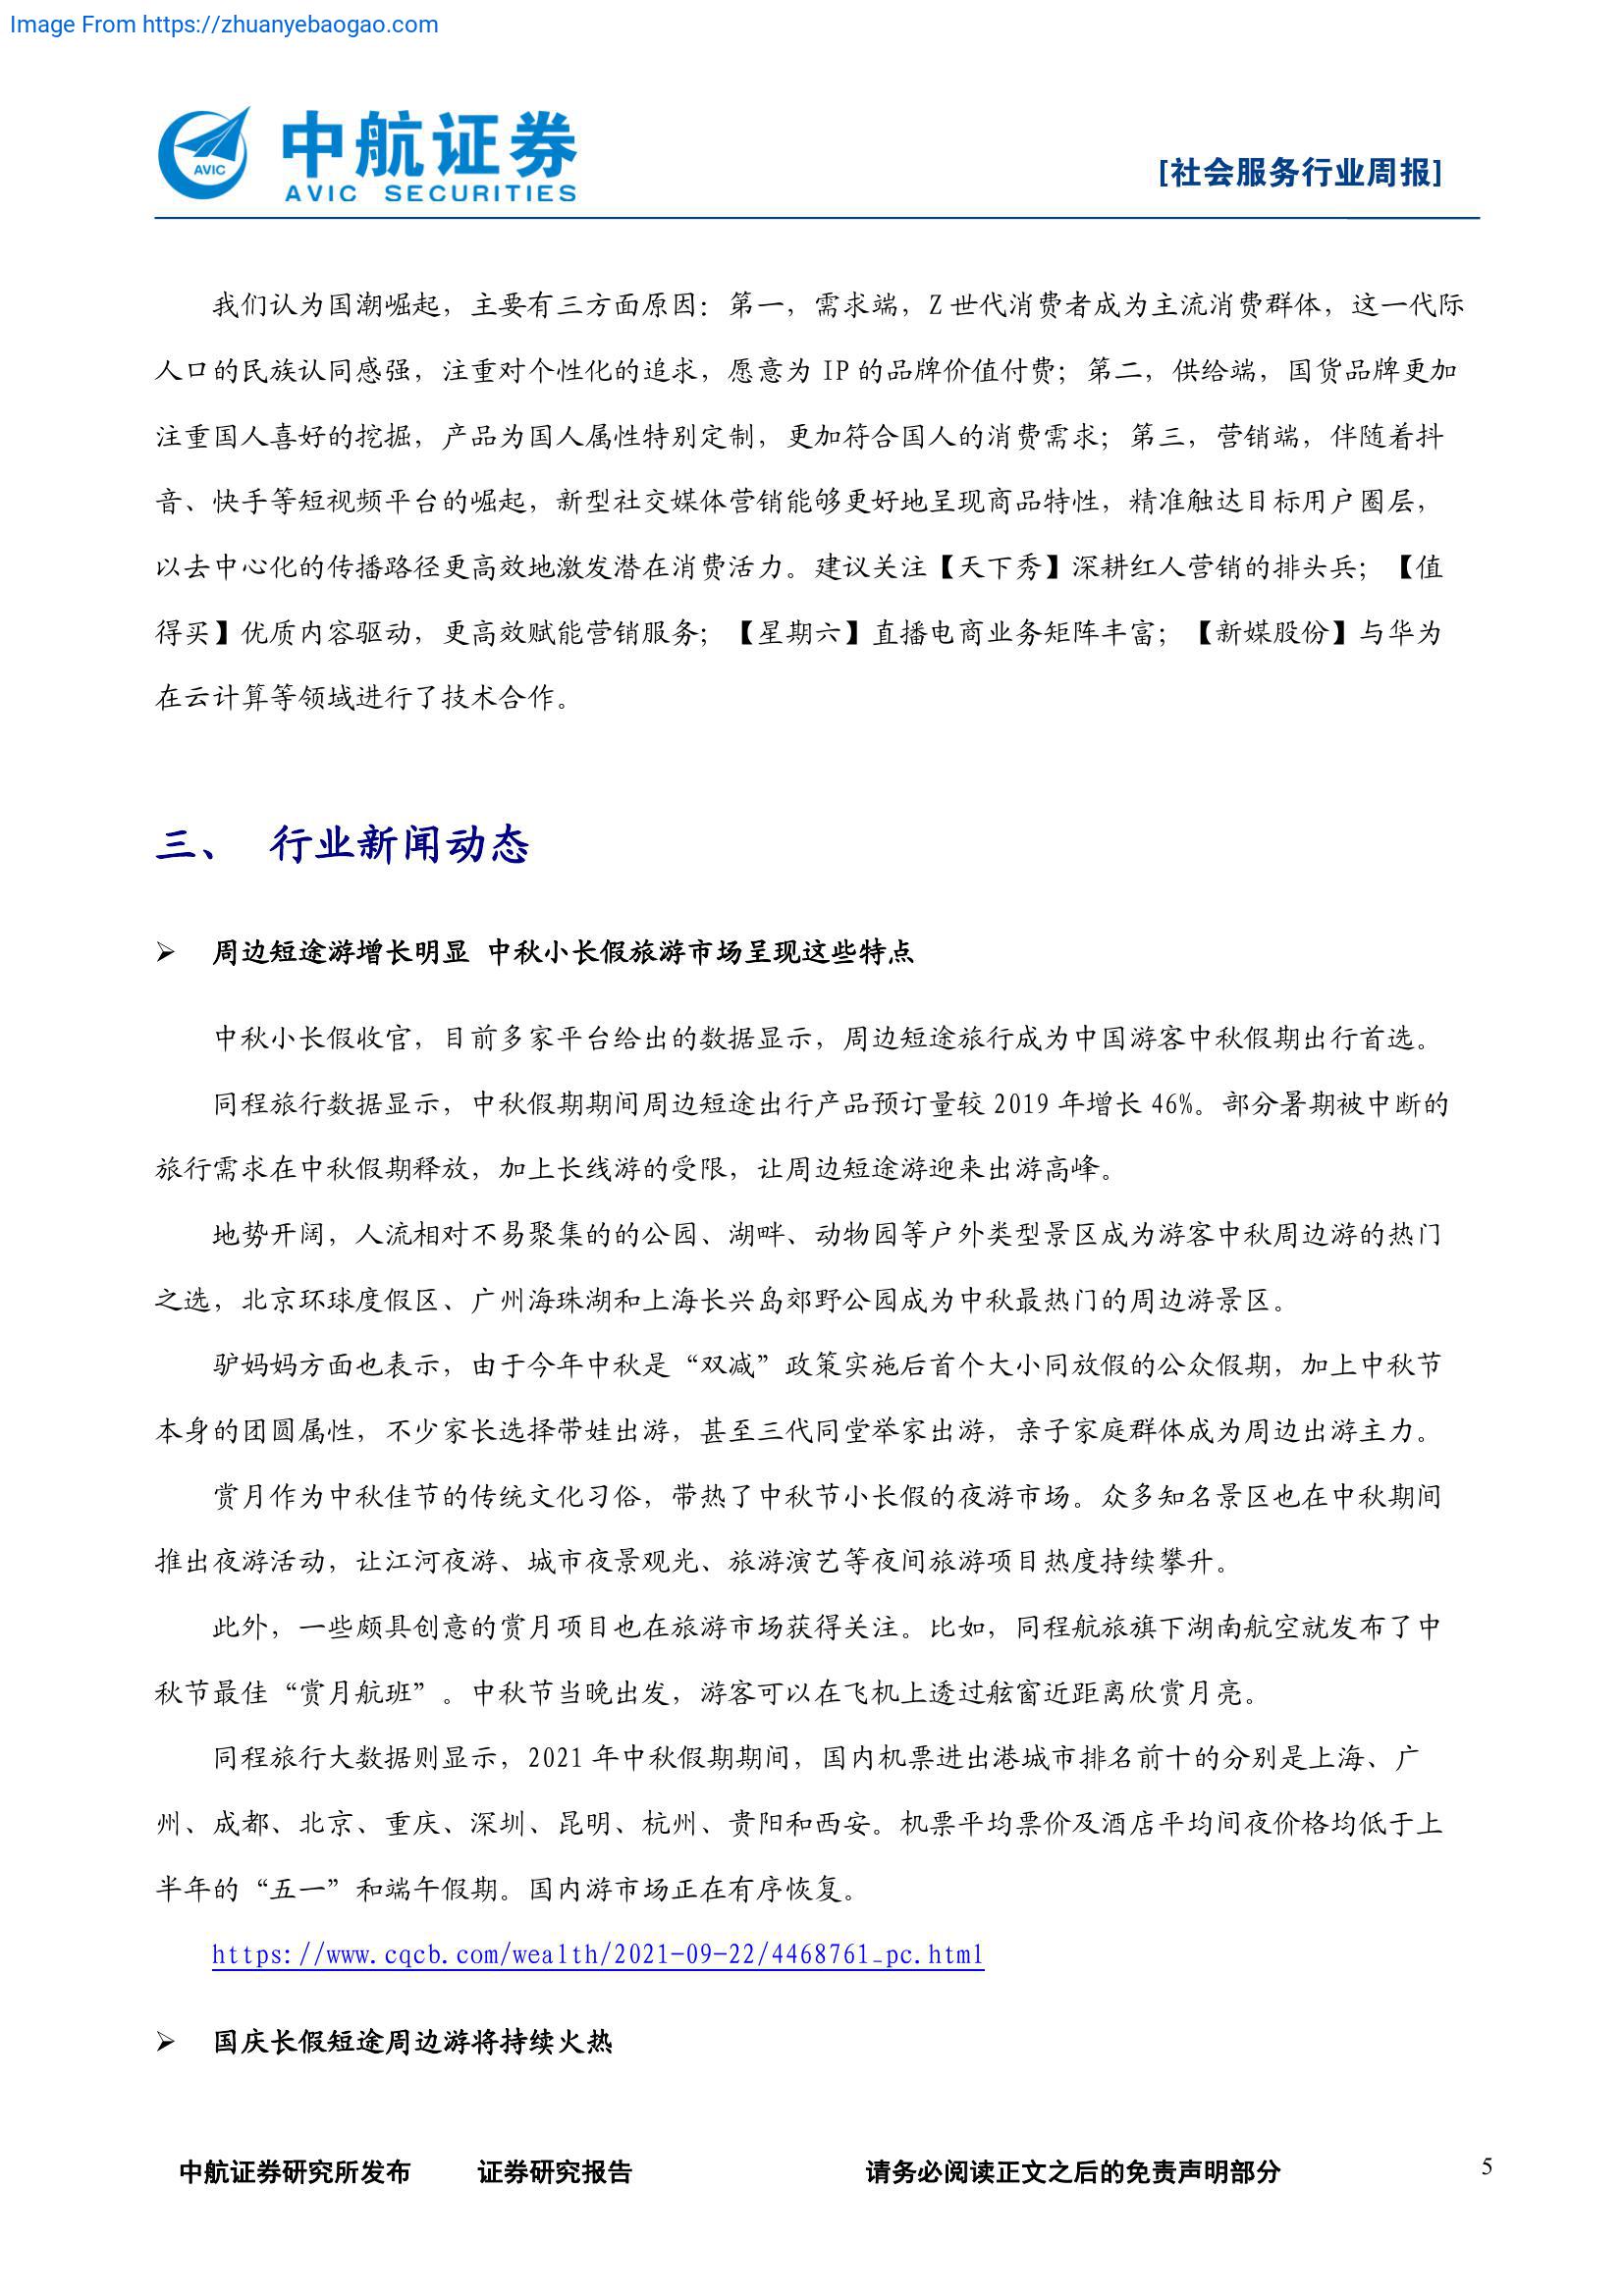 Image From https://zhuanyebaogao.com
AVIC
中航证券
AVIC SECURITIES
[社会服务行业周报]
我们认为国潮崛起，主要有三方面原因：第一，需求端，Z 世代消费者成为主流消费群体，这一代际
人口的民族认同感强，注重对个性化的追求，愿意为 IP 的品牌价值付费；第二，供给端，国货品牌更加
注重国人喜好的挖掘，产品为国人属性特别定制，更加符合国人的消费需求；第三，营销端，伴随着抖
音、快手等短视频平台的崛起，新型社交媒体营销能够更好地呈现商品特性，精准触达目标用户圈层，
以去中心化的传播路径更高效地激发潜在消费活力。建议关注【天下秀】深耕红人营销的排头兵；【值
得买】优质内容驱动，更高效赋能营销服务；【星期六】直播电商业务矩阵丰富；【新媒股份】与华为
在云计算等领域进行了技术合作。
三、 行业新闻动态
➢ 周边短途游增长明显 中秋小长假旅游市场呈现这些特点
中秋小长假收官，目前多家平台给出的数据显示，周边短途旅行成为中国游客中秋假期出行首选。
同程旅行数据显示，中秋假期期间周边短途出行产品预订量较 2019 年增长 46%。部分暑期被中断的
旅行需求在中秋假期释放，加上长线游的受限，让周边短途游迎来出游高峰。
地势开阔，人流相对不易聚集的的公园、湖畔、动物园等户外类型景区成为游客中秋周边游的热门
之选，北京环球度假区、广州海珠湖和上海长兴岛郊野公园成为中秋最热门的周边游景区。
驴妈妈方面也表示，由于今年中秋是“双减”政策实施后首个大小同放假的公众假期，加上中秋节
本身的团圆属性，不少家长选择带娃出游，甚至三代同堂举家出游，亲子家庭群体成为周边出游主力。
赏月作为中秋佳节的传统文化习俗，带热了中秋节小长假的夜游市场。众多知名景区也在中秋期间
推出夜游活动，让江河夜游、城市夜景观光、旅游演艺等夜间旅游项目热度持续攀升。
此外，一些颇具创意的赏月项目也在旅游市场获得关注。比如，同程航旅旗下湖南航空就发布了中
秋节最佳“赏月航班”。中秋节当晚出发，游客可以在飞机上透过舷窗近距离欣赏月亮。
同程旅行大数据则显示，2021 年中秋假期期间，国内机票进出港城市排名前十的分别是上海、广
州、成都、北京、重庆、深圳、昆明、杭州、贵阳和西安。机票平均票价及酒店平均间夜价格均低于上
半年的“五一”和端午假期。国内游市场正在有序恢复。
https://www.cqcb.com/wealth/2021-09-22/4468761_pc.html
➢ 国庆长假短途周边游将持续火热
中航证券研究所发布 证券研究报告 请务必阅读正文之后的免责声明部分 5